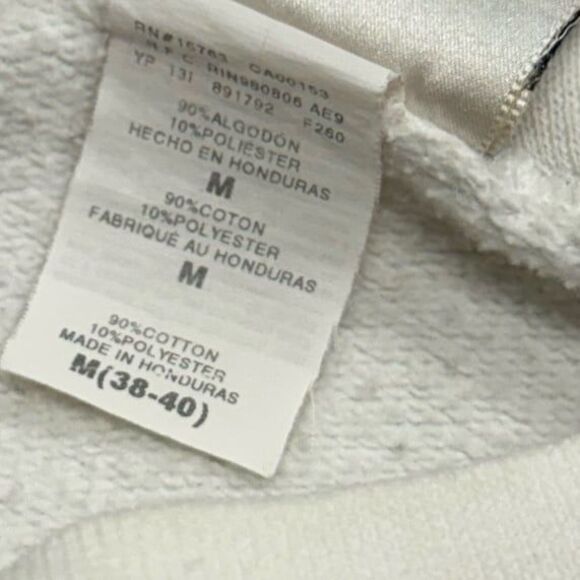 RN#15763 CA00153
R.F.C. RIN980806 AE9
YP 131 891792 F260
90%ALGODÓN
10%POLIÉSTER
HECHO EN HONDURAS
M
90%COTON
10%POLYESTER
FABRIQUÉ AU HONDURAS
M
90%COTTON
10%POLYESTER
MADE IN HONDURAS
M(38-40)